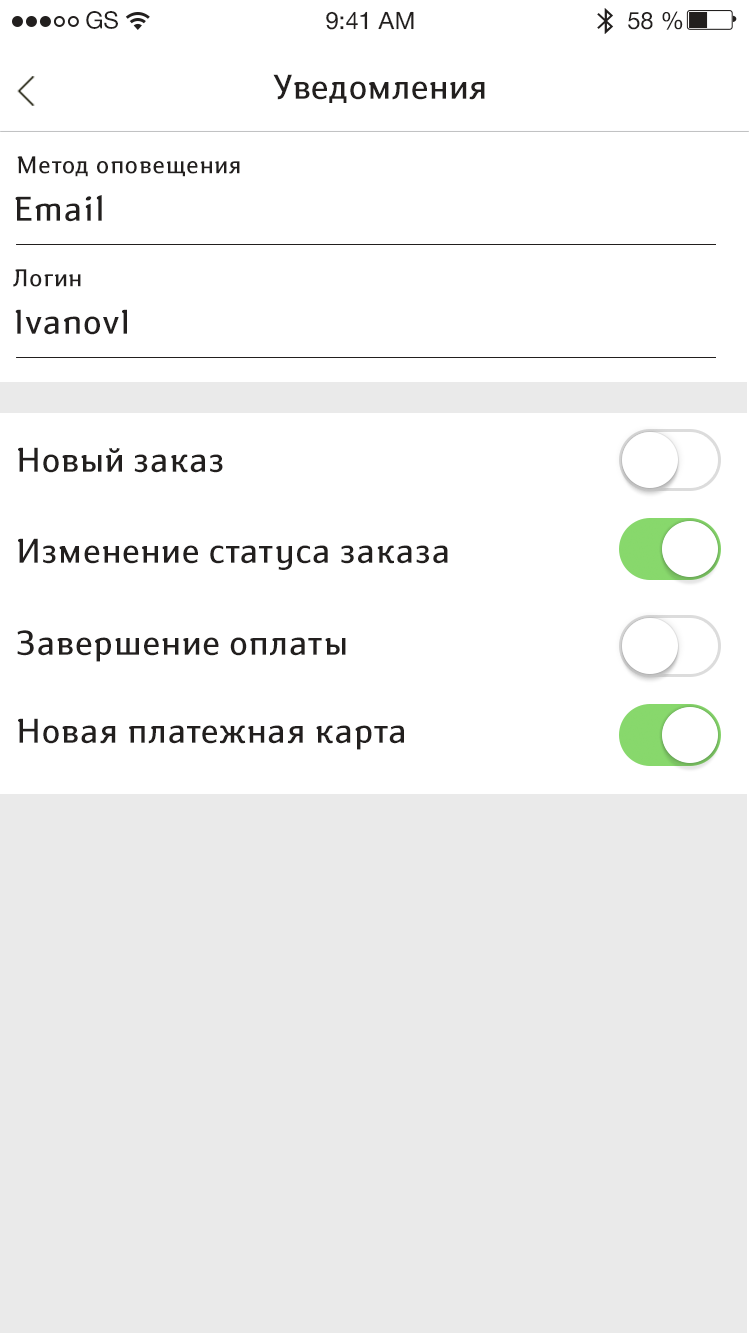 GS 9:41 AM 58 %
Уведомления
Метод оповещения
Email
Логин
IvanovI
Новый заказ
Изменение статуса заказа
Завершение оплаты
Новая платежная карта